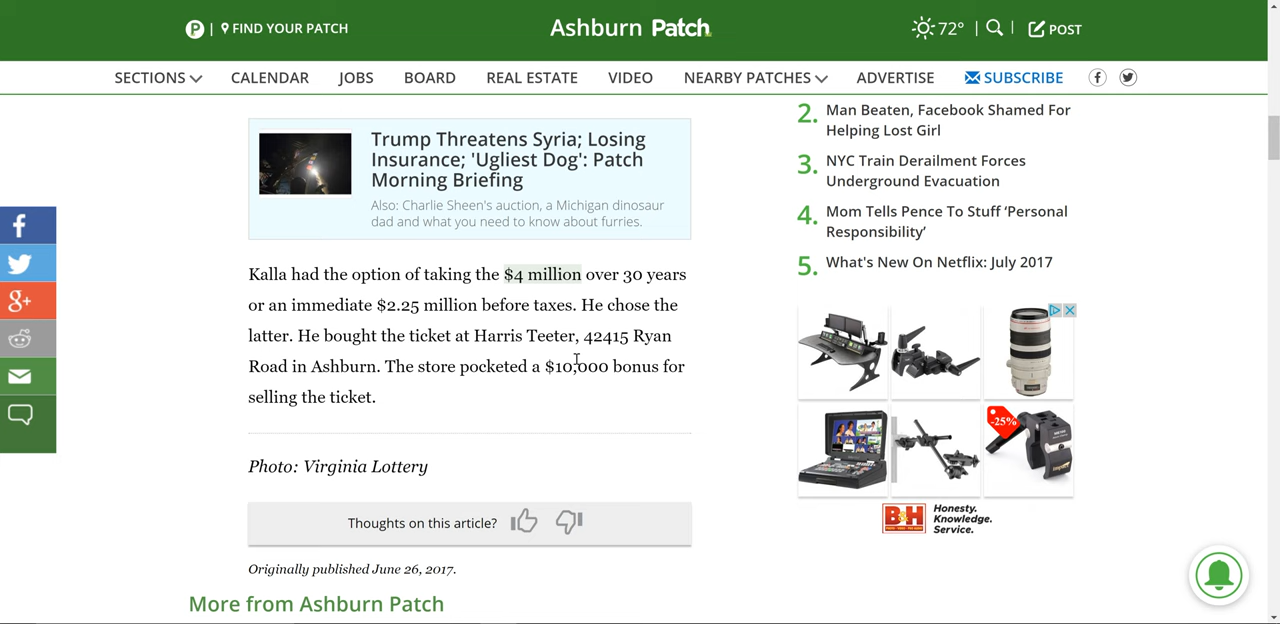 P | FIND YOUR PATCH
Ashburn Patch
72° | | POST
SECTIONS CALENDAR JOBS BOARD REAL ESTATE VIDEO NEARBY PATCHES ADVERTISE SUBSCRIBE
Trump Threatens Syria; Losing
Insurance; 'Ugliest Dog': Patch
Morning Briefing
Also: Charlie Sheen's auction, a Michigan dinosaur
dad and what you need to know about furries.
Kalla had the option of taking the $4 million over 30 years
or an immediate $2.25 million before taxes. He chose the
latter. He bought the ticket at Harris Teeter, 42415 Ryan
Road in Ashburn. The store pocketed a $10,000 bonus for
selling the ticket.
Photo: Virginia Lottery
Thoughts on this article?
Originally published June 26, 2017.
More from Ashburn Patch
2. Man Beaten, Facebook Shamed For
Helping Lost Girl
3. NYC Train Derailment Forces
Underground Evacuation
4. Mom Tells Pence To Stuff ‘Personal
Responsibility’
5. What's New On Netflix: July 2017
-25%
B&H
Honesty.
Knowledge.
Service.